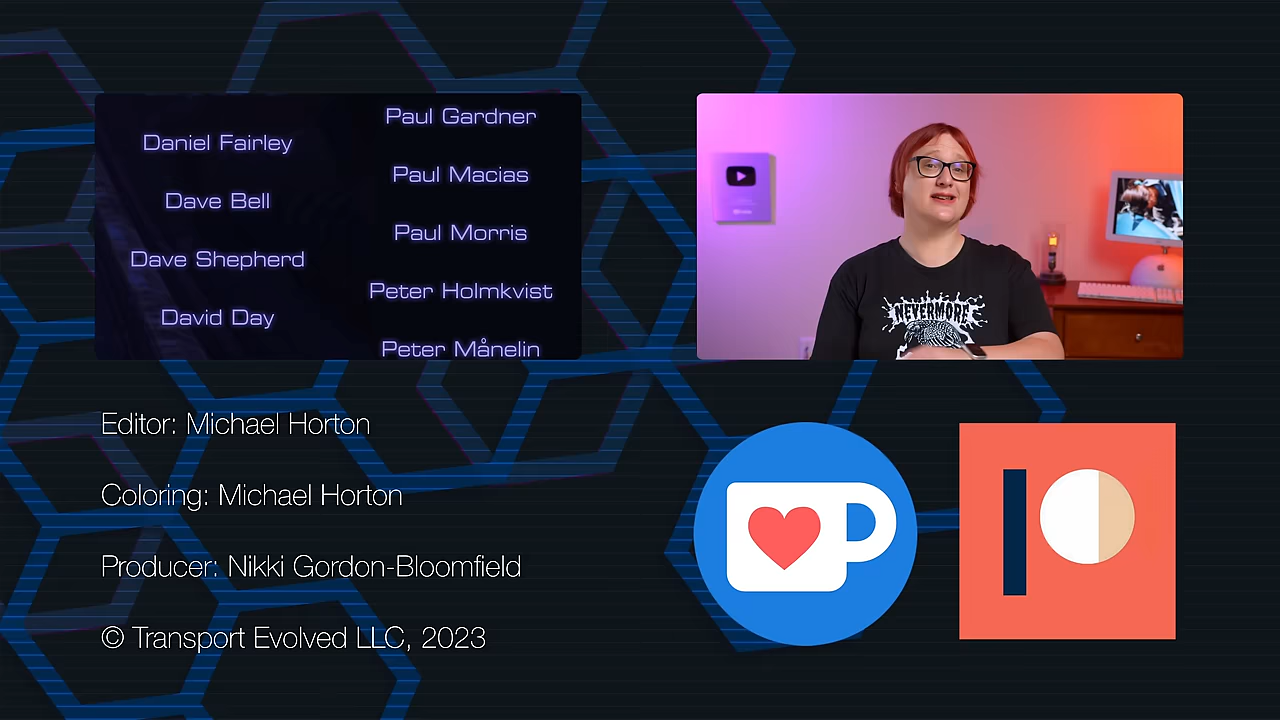 Daniel Fairley
Dave Bell
Dave Shepherd
David Day
Paul Gardner
Paul Macias
Paul Morris
Peter Holmkvist
Peter Månelin
NEVERMORE
Editor: Michael Horton
Coloring: Michael Horton
Producer: Nikki Gordon-Bloomfield
© Transport Evolved LLC, 2023